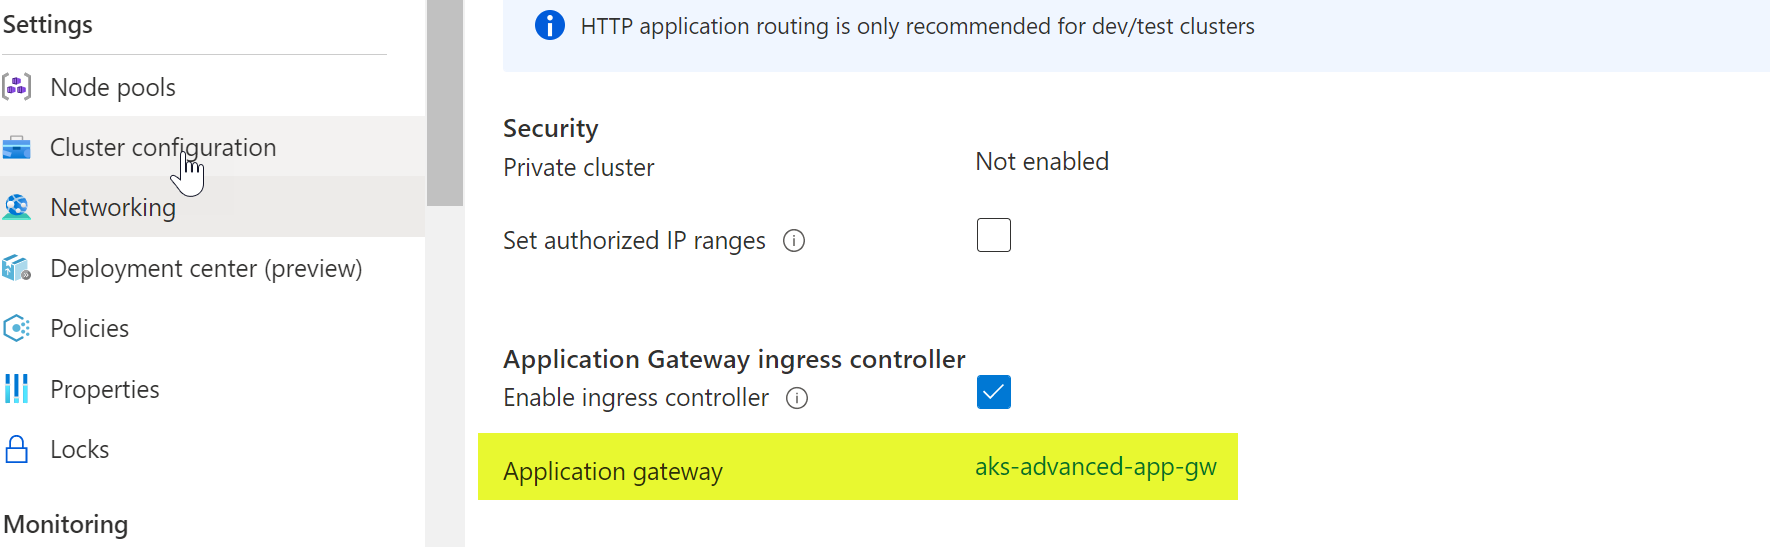 Settings
Node pools
Cluster configuration
Networking
Deployment center (preview)
Policies
Properties
Locks
Monitoring
HTTP application routing is only recommended for dev/test clusters
Security
Private cluster Not enabled
Set authorized IP ranges
Application Gateway ingress controller
Enable ingress controller
Application gateway aks-advanced-app-gw